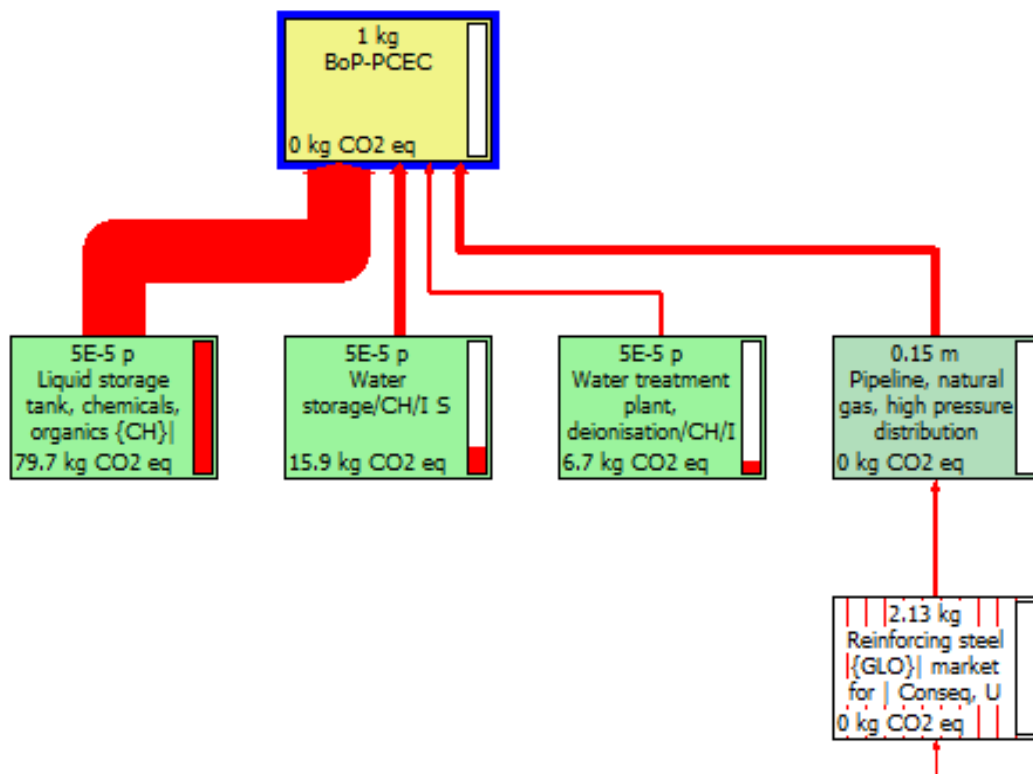 1 kg
BoP-PCEC
0 kg CO2 eq
5E-5 p
Liquid storage
tank, chemicals,
organics {CH}|
79.7 kg CO2 eq
5E-5 p
Water
storage/CH/I S
15.9 kg CO2 eq
5E-5 p
Water treatment
plant,
deionisation/CH/I
6.7 kg CO2 eq
0.15 m
Pipeline, natural
gas, high pressure
distribution
0 kg CO2 eq
2.13 kg
Reinforcing steel
{GLO}| market
for | Conseq, U
0 kg CO2 eq